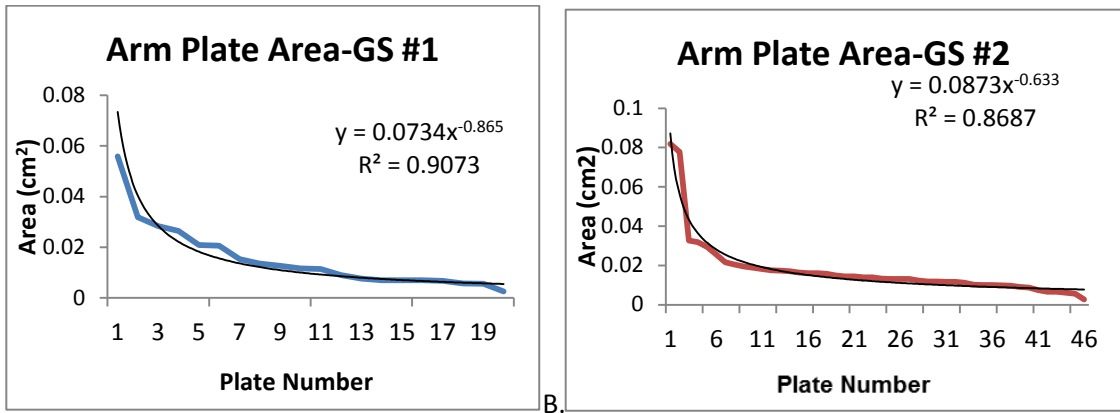 Arm Plate Area-GS #1
y = 0.0734x^-0.865
R² = 0.9073
Area (cm²)
0.08
0.06
0.04
0.02
0
1 3 5 7 9 11 13 15 17 19
Plate Number
B.
Arm Plate Area-GS #2
y = 0.0873x^-0.633
R² = 0.8687
Area (cm2)
0.1
0.08
0.06
0.04
0.02
0
1 6 11 16 21 26 31 36 41 46
Plate Number